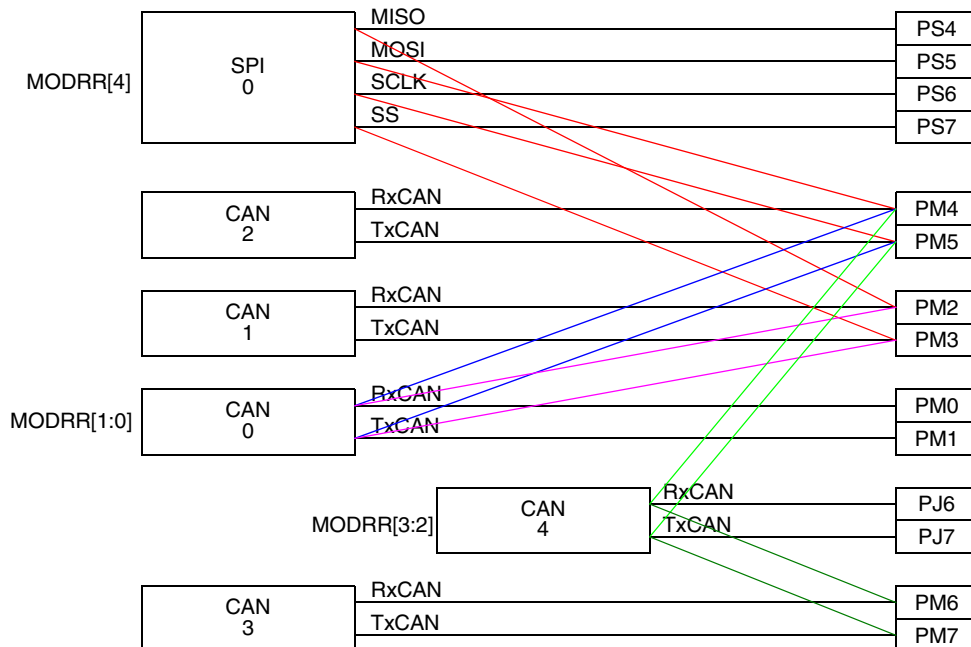 MISO
PS4
MOSI
PS5
SPI
0
MODRR[4]
SCLK
PS6
SS
PS7
RxCAN
PM4
CAN
2
TxCAN
PM5
RxCAN
PM2
CAN
1
TxCAN
PM3
RxCAN
PM0
CAN
0
MODRR[1:0]
TxCAN
PM1
RxCAN
PJ6
CAN
4
MODRR[3:2]
TxCAN
PJ7
RxCAN
PM6
CAN
3
TxCAN
PM7